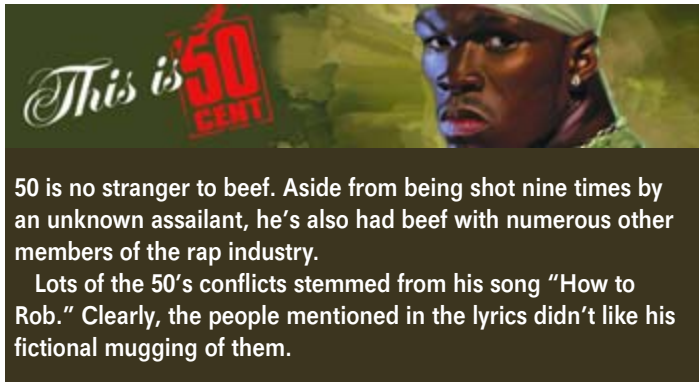 This is 50
CENT
50 is no stranger to beef. Aside from being shot nine times by
an unknown assailant, he’s also had beef with numerous other
members of the rap industry.
Lots of the 50’s conflicts stemmed from his song “How to
Rob.” Clearly, the people mentioned in the lyrics didn’t like his
fictional mugging of them.